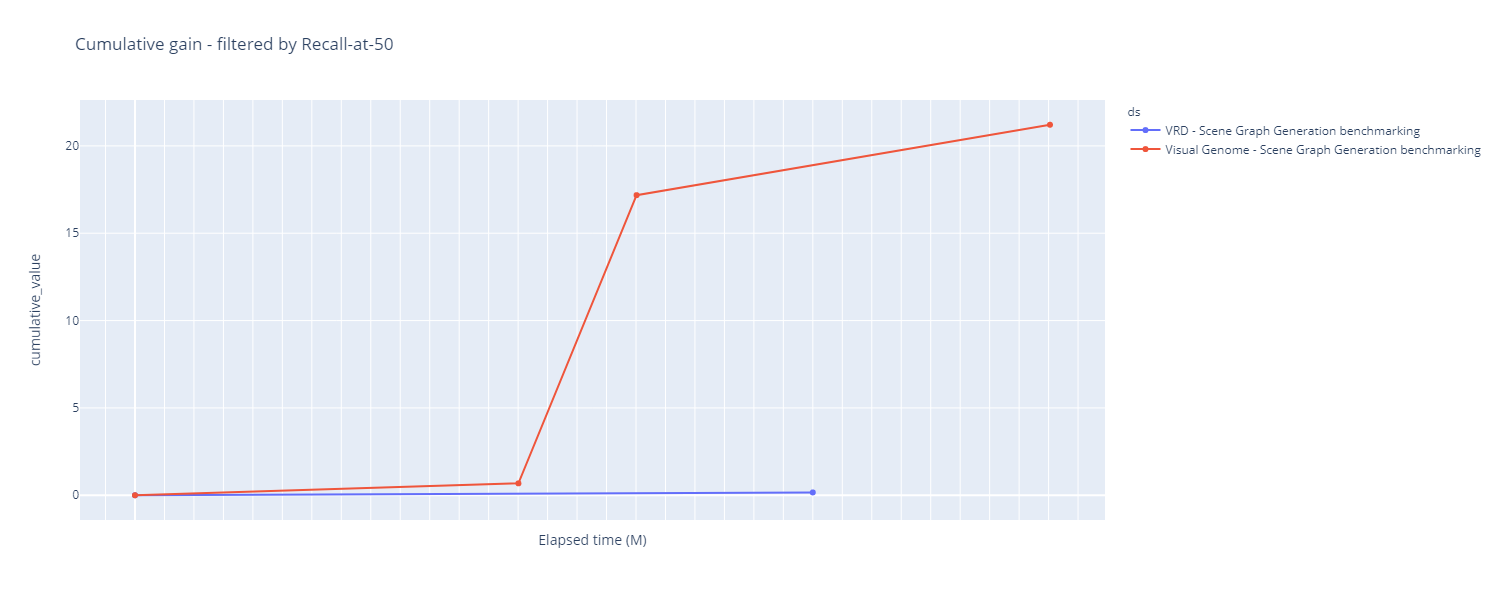 Cumulative gain - filtered by Recall-at-50
ds
VRD - Scene Graph Generation benchmarking
Visual Genome - Scene Graph Generation benchmarking
20
15
10
5
0
cumulative_value
Elapsed time (M)